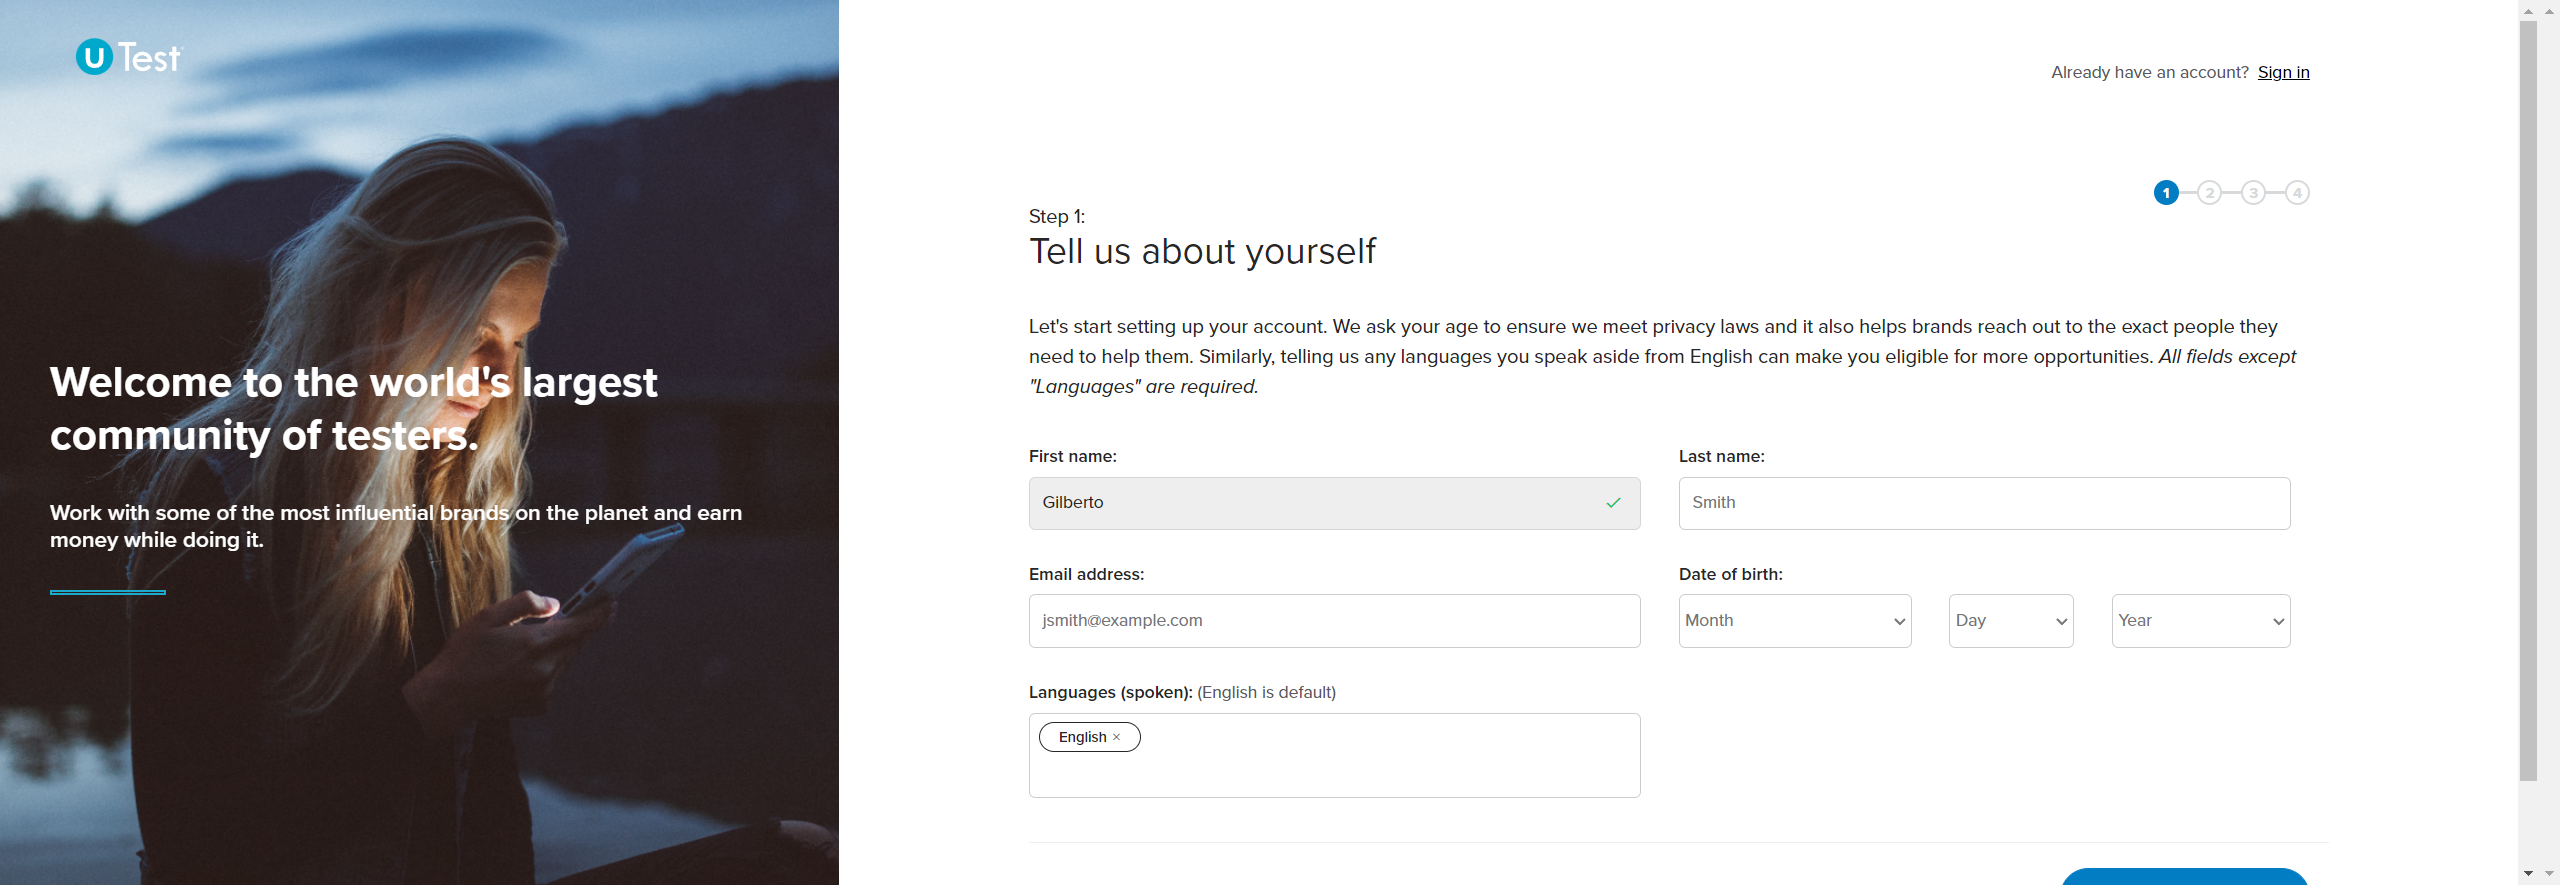 U Test
Already have an account? Sign in
1 2 3 4
Step 1:
Tell us about yourself
Let's start setting up your account. We ask your age to ensure we meet privacy laws and it also helps brands reach out to the exact people they
need to help them. Similarly, telling us any languages you speak aside from English can make you eligible for more opportunities. All fields except
"Languages" are required.
Welcome to the world's largest
community of testers.
Work with some of the most influential brands on the planet and earn
money while doing it.
First name:
Last name:
Gilberto
Smith
Email address:
Date of birth:
jsmith@example.com
Month
Day
Year
Languages (spoken): (English is default)
English ×